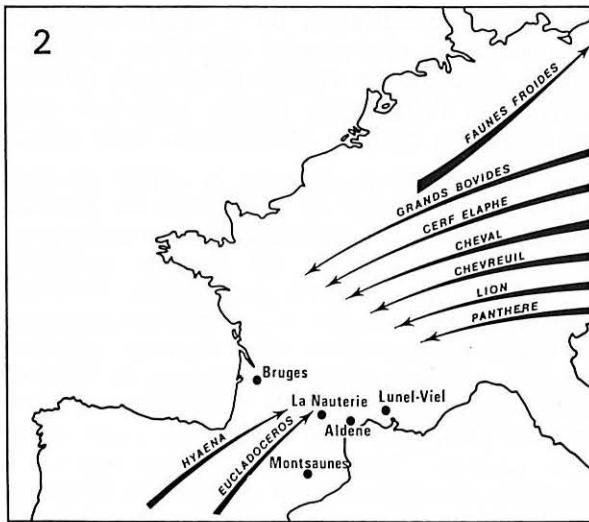 2
FAUNES FROIDES
GRANDS BOVIDES
CERF ELAPHE
CHEVAL
CHEVREUIL
LION
PANTHERE
Bruges
La Nauterie
Lunel-Viel
Aldène
HYAENA
EUCLADOCEROS
Montsaunes